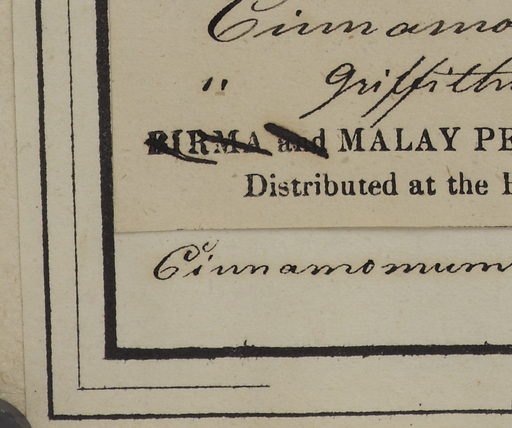 Cinnamo
" Griffith
BIRMA and MALAY PE
Distributed at the
Cinnamomum